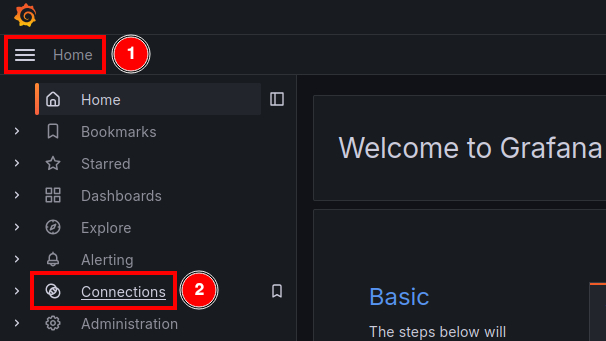 Home
1
Home
Bookmarks
Starred
Dashboards
Explore
Alerting
Connections
2
Administration
Welcome to Grafana
Basic
The steps below will